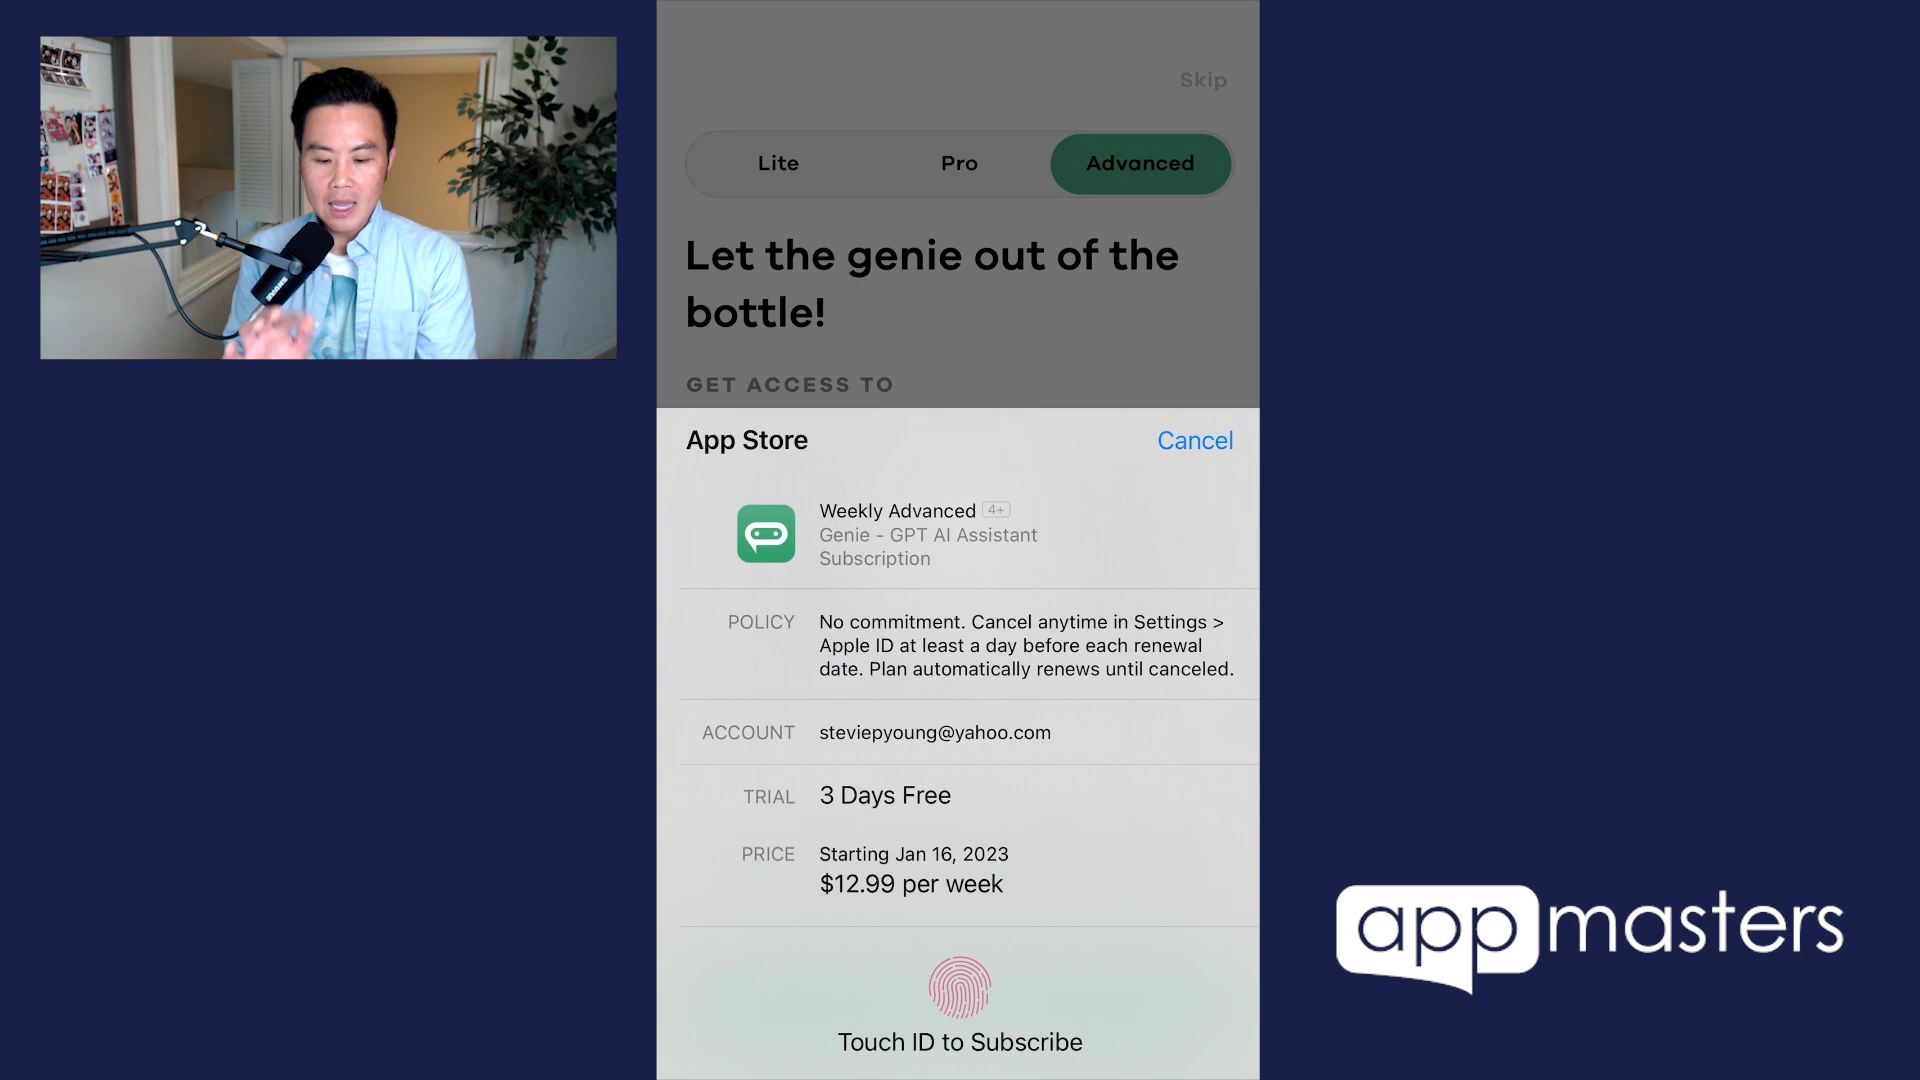 Skip
Lite
Pro
Advanced
Let the genie out of the
bottle!
GET ACCESS TO
App Store
Cancel
Weekly Advanced 4+
Genie - GPT AI Assistant
Subscription
POLICY
No commitment. Cancel anytime in Settings >
Apple ID at least a day before each renewal
date. Plan automatically renews until canceled.
ACCOUNT
steviepyoung@yahoo.com
TRIAL
3 Days Free
PRICE
Starting Jan 16, 2023
$12.99 per week
Touch ID to Subscribe
SHURE
appmasters